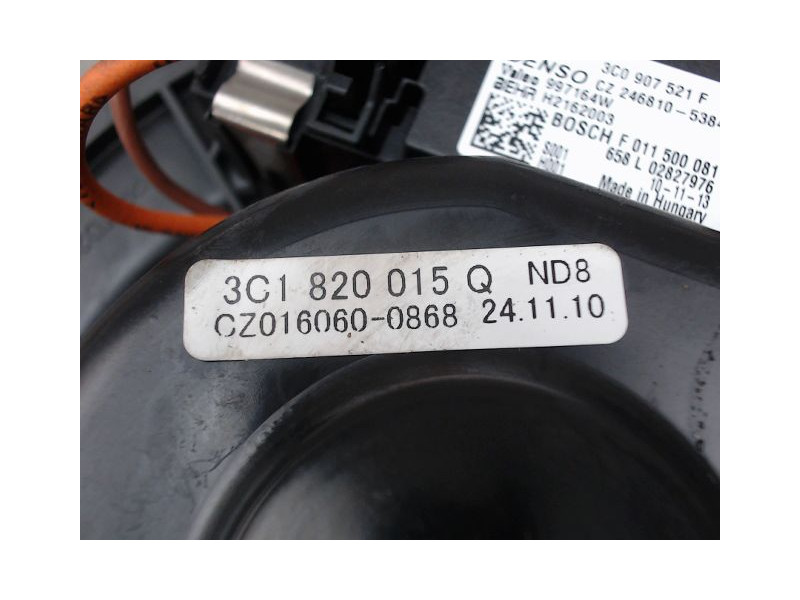 DENSO
3C0 907 521 F
Valeo 997164W
CZ 246810-5384
BEHR H2162003
BOSCH F 011 500 081
S001
H001
658 L 02827976
10-11-13
Made in Hungary
3C1 820 015 Q ND8
CZ016060-0868 24.11.10